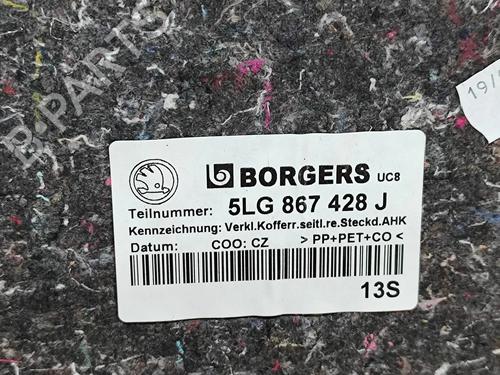 B-PARTS
19/
BORGERS UC8
Teilnummer: 5LG 867 428 J
Kennzeichnung: Verkl.Kofferr.seitl.re.Steckd.AHK
Datum: COO: CZ > PP+PET+CO <
13S